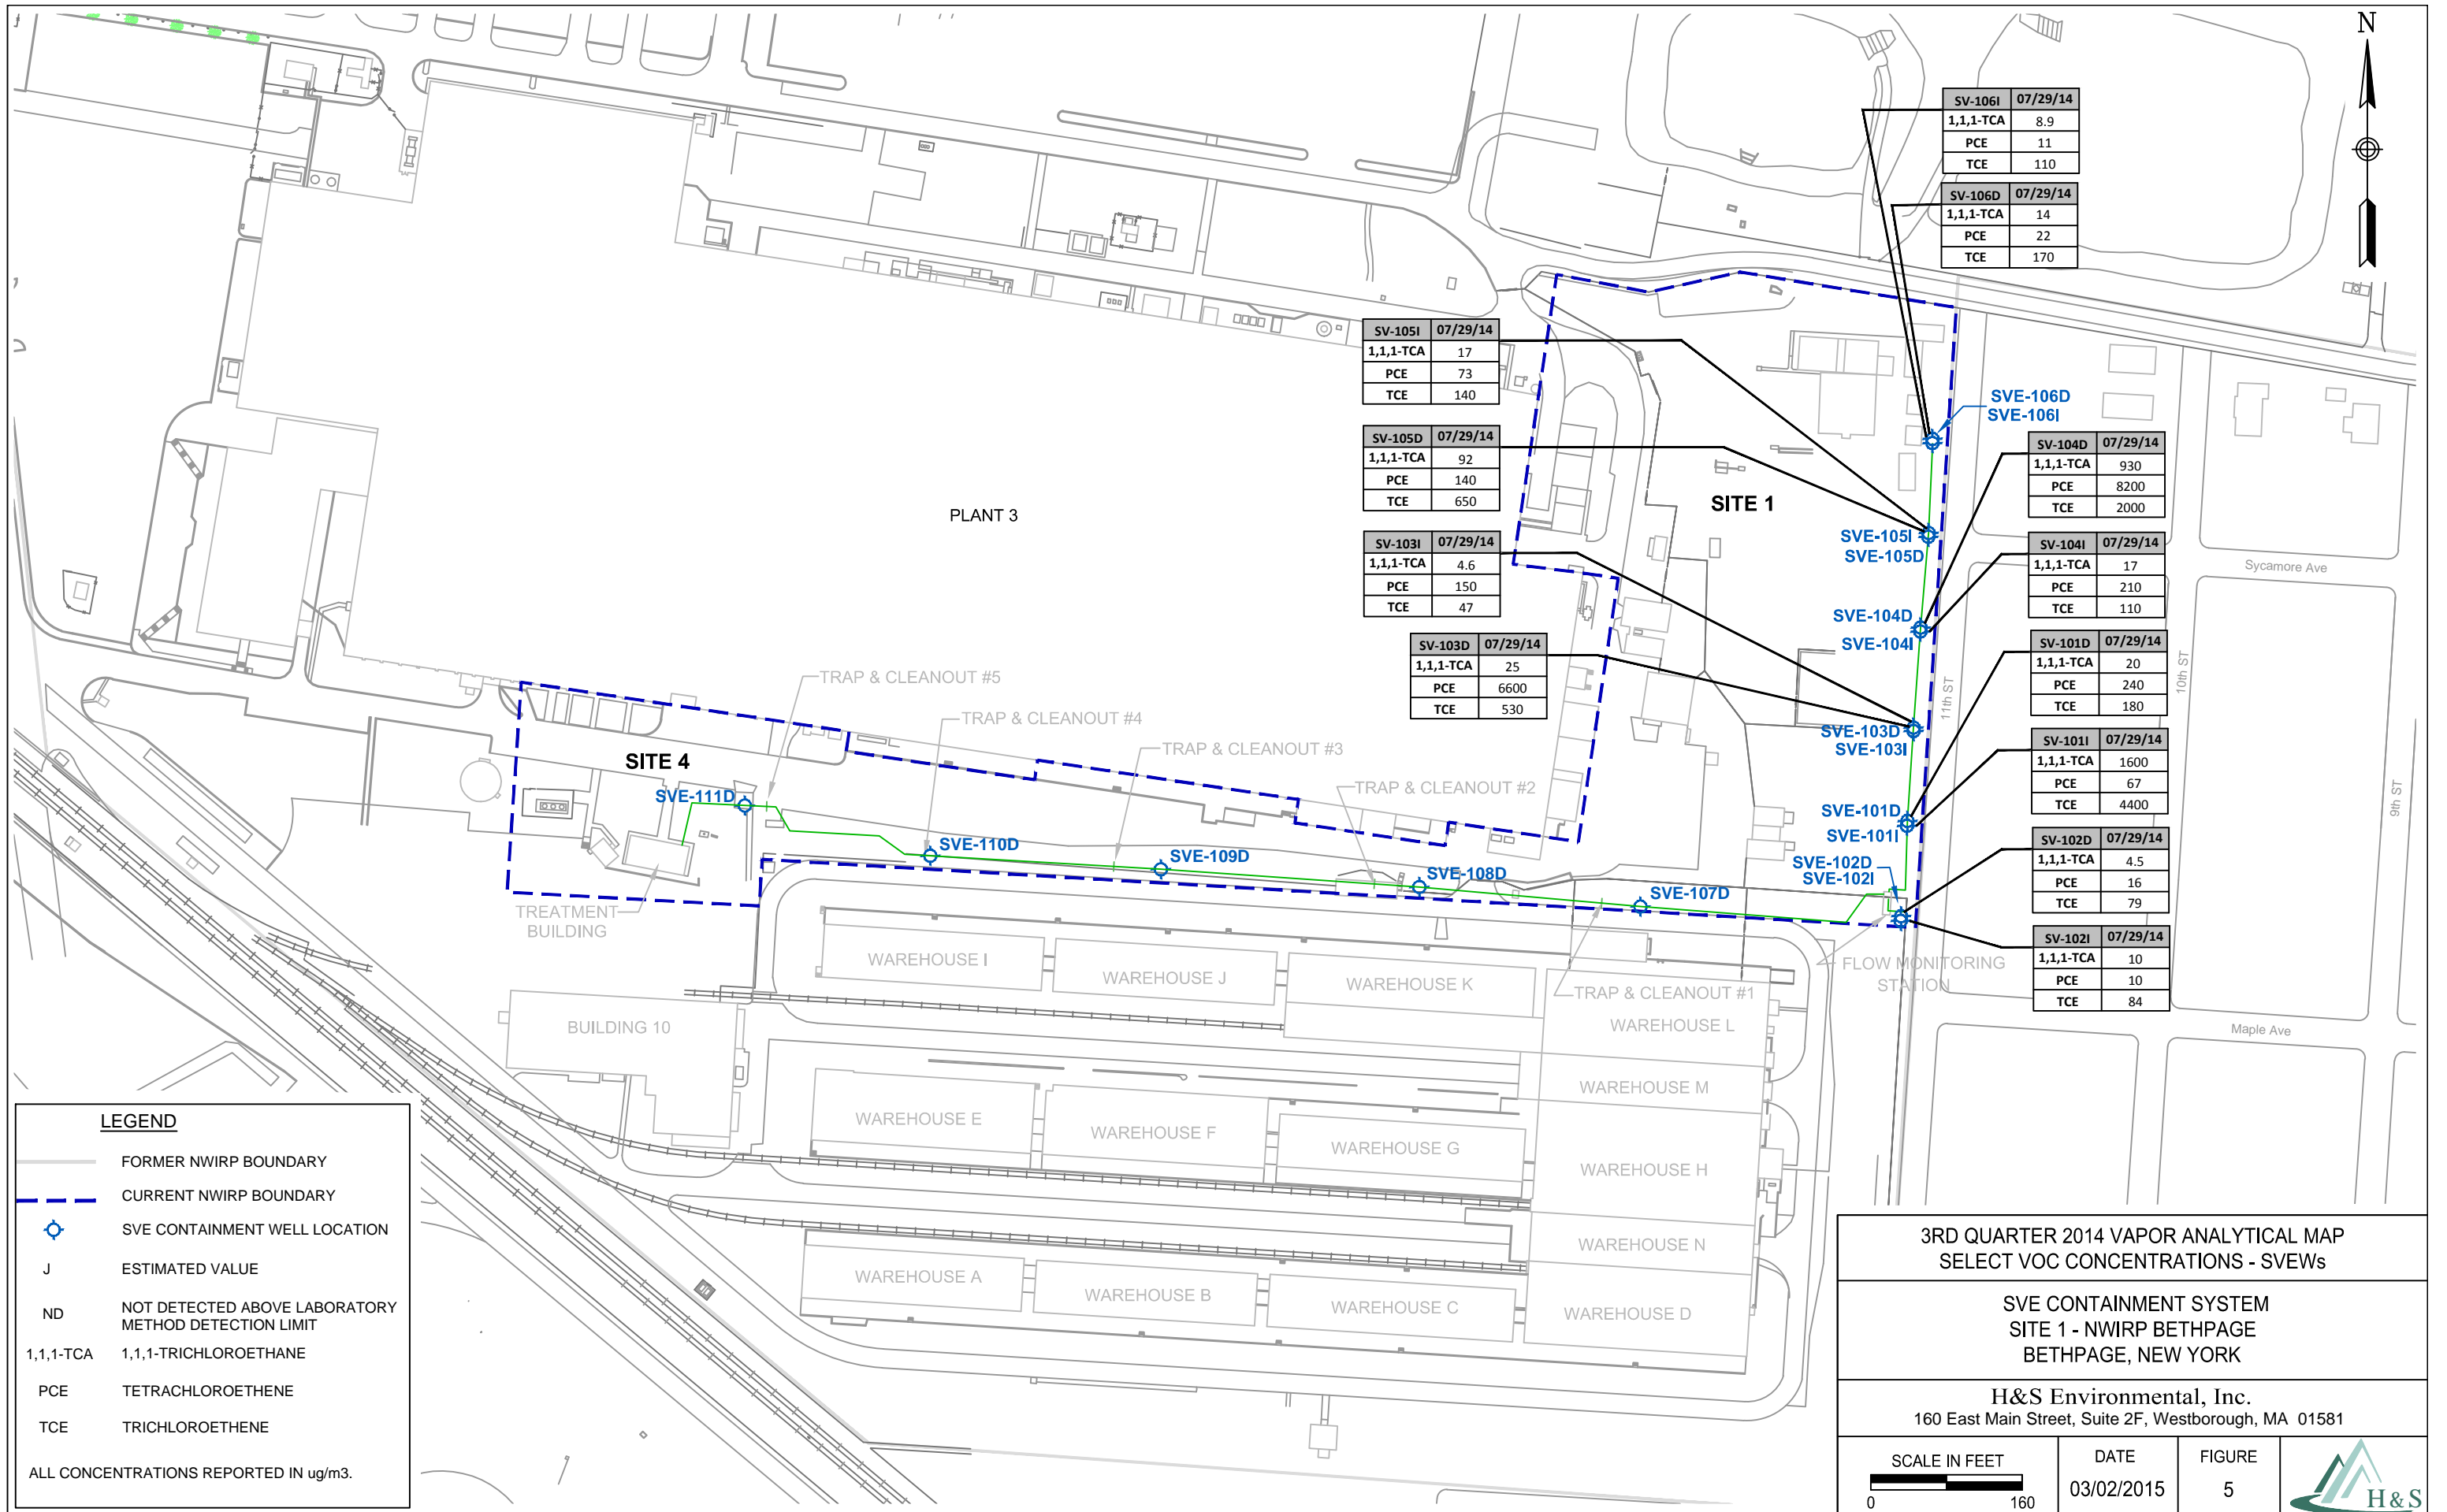 N
SV-106I 07/29/14
1,1,1-TCA 8.9
PCE 11
TCE 110
SV-106D 07/29/14
1,1,1-TCA 14
PCE 22
TCE 170
SV-105I 07/29/14
1,1,1-TCA 17
PCE 73
TCE 140
SV-105D 07/29/14
1,1,1-TCA 92
PCE 140
TCE 650
SV-103I 07/29/14
1,1,1-TCA 4.6
PCE 150
TCE 47
SV-103D 07/29/14
1,1,1-TCA 25
PCE 6600
TCE 530
SV-104D 07/29/14
1,1,1-TCA 930
PCE 8200
TCE 2000
SV-104I 07/29/14
1,1,1-TCA 17
PCE 210
TCE 110
SV-101D 07/29/14
1,1,1-TCA 20
PCE 240
TCE 180
SV-101I 07/29/14
1,1,1-TCA 1600
PCE 67
TCE 4400
SV-102D 07/29/14
1,1,1-TCA 4.5
PCE 16
TCE 79
SV-102I 07/29/14
1,1,1-TCA 10
PCE 10
TCE 84
SVE-106D
SVE-106I
SITE 1
SVE-105I
SVE-105D
SVE-104D
SVE-104I
SVE-103D
SVE-103I
SVE-101D
SVE-101I
SVE-102D
SVE-102I
PLANT 3
Sycamore Ave
11th ST
10th ST
9th ST
Maple Ave
TRAP & CLEANOUT #5
TRAP & CLEANOUT #4
TRAP & CLEANOUT #3
TRAP & CLEANOUT #2
TRAP & CLEANOUT #1
SITE 4
SVE-111D
SVE-110D
SVE-109D
SVE-108D
SVE-107D
TREATMENT
BUILDING
FLOW MONITORING
STATION
WAREHOUSE I
WAREHOUSE J
WAREHOUSE K
WAREHOUSE L
BUILDING 10
WAREHOUSE M
WAREHOUSE E
WAREHOUSE F
WAREHOUSE G
WAREHOUSE H
WAREHOUSE N
WAREHOUSE A
WAREHOUSE B
WAREHOUSE C
WAREHOUSE D
LEGEND
FORMER NWIRP BOUNDARY
CURRENT NWIRP BOUNDARY
SVE CONTAINMENT WELL LOCATION
J ESTIMATED VALUE
ND NOT DETECTED ABOVE LABORATORY
METHOD DETECTION LIMIT
1,1,1-TCA 1,1,1-TRICHLOROETHANE
PCE TETRACHLOROETHENE
TCE TRICHLOROETHENE
ALL CONCENTRATIONS REPORTED IN ug/m3.
3RD QUARTER 2014 VAPOR ANALYTICAL MAP
SELECT VOC CONCENTRATIONS - SVEWs
SVE CONTAINMENT SYSTEM
SITE 1 - NWIRP BETHPAGE
BETHPAGE, NEW YORK
H&S Environmental, Inc.
160 East Main Street, Suite 2F, Westborough, MA 01581
SCALE IN FEET
0 160
DATE
03/02/2015
FIGURE
5
H&S